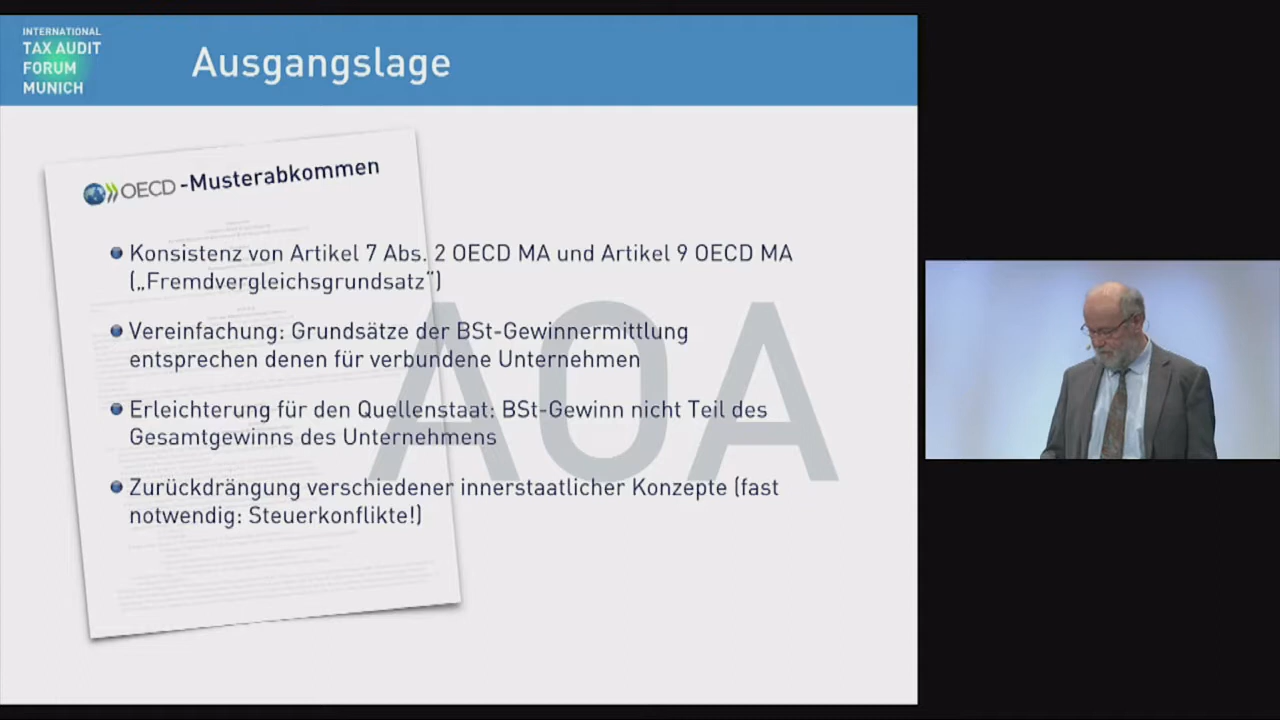 INTERNATIONAL
TAX AUDIT
FORUM
MUNICH
Ausgangslage
OECD -Musterabkommen
Konsistenz von Artikel 7 Abs. 2 OECD MA und Artikel 9 OECD MA
(„Fremdvergleichsgrundsatz“)
Vereinfachung: Grundsätze der BSt-Gewinnermittlung
entsprechen denen für verbundene Unternehmen
Erleichterung für den Quellenstaat: BSt-Gewinn nicht Teil des
Gesamtgewinns des Unternehmens
Zurückdrängung verschiedener innerstaatlicher Konzepte (fast
notwendig: Steuerkonflikte!)
AOA